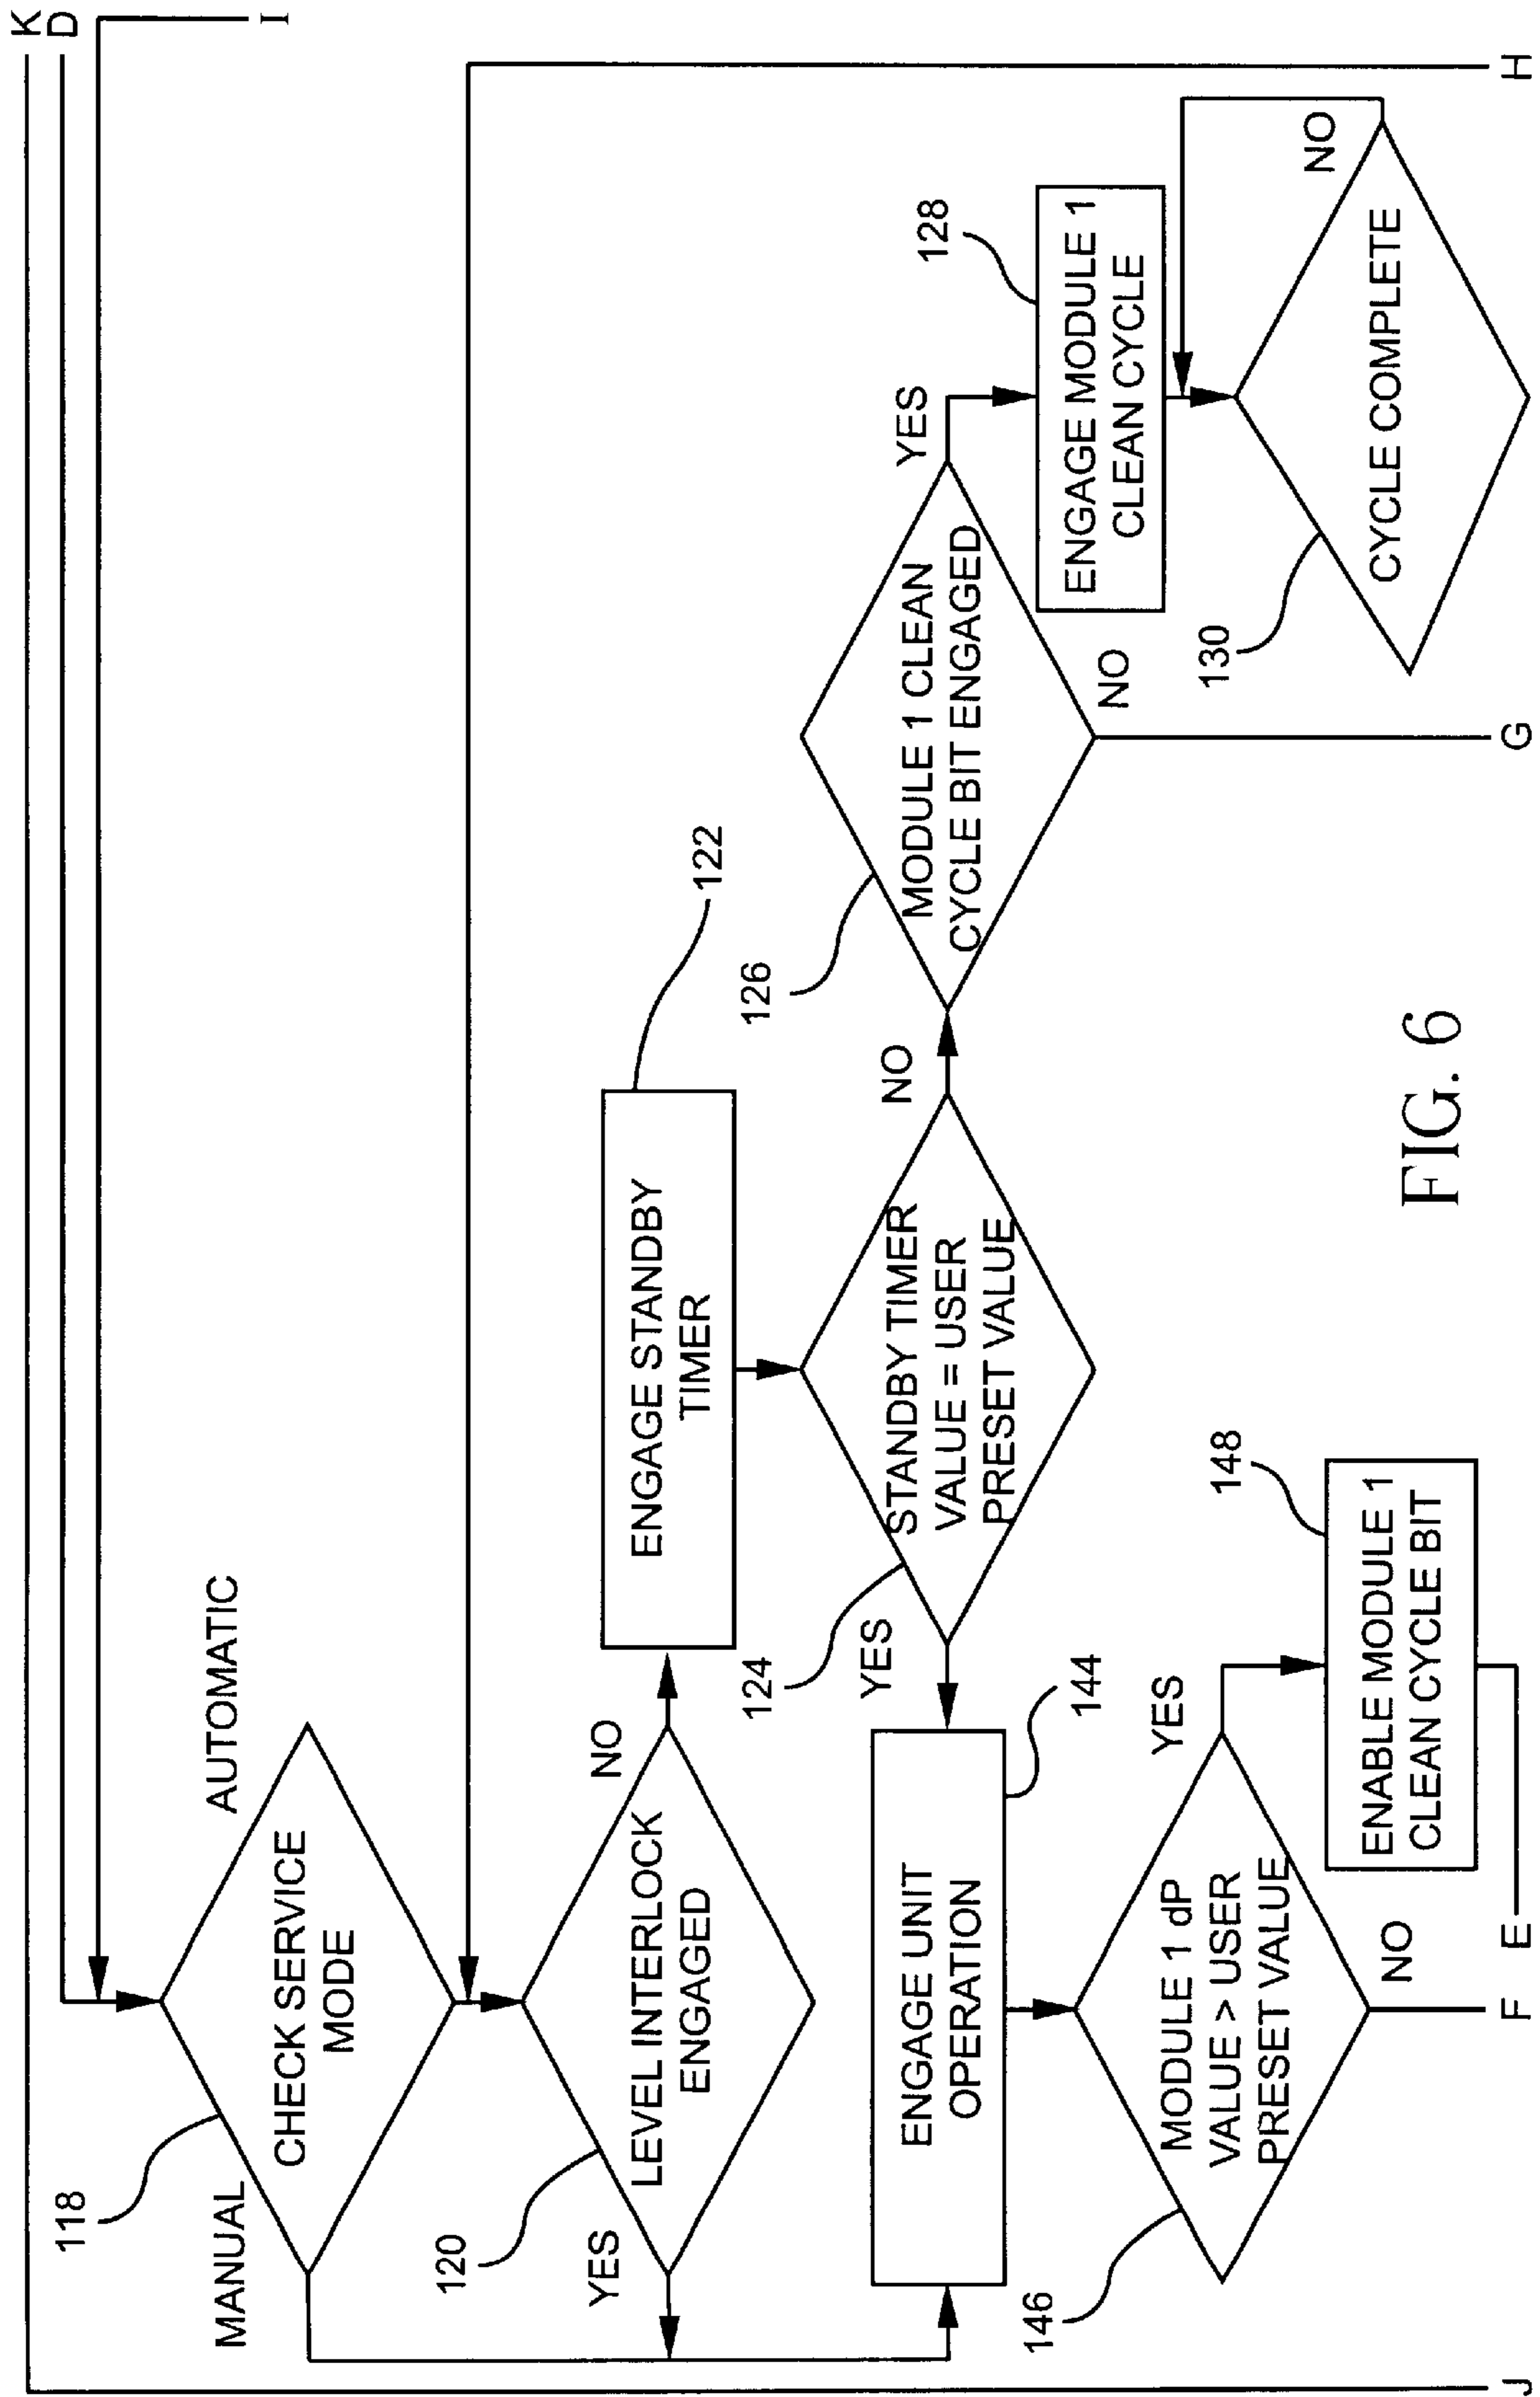 K
D
I
118
MANUAL
CHECK SERVICE
MODE
AUTOMATIC
120
YES
LEVEL INTERLOCK
ENGAGED
NO
ENGAGE STANDBY
TIMER
122
124
YES
STANDBY TIMER
VALUE = USER
PRESET VALUE
NO
126
MODULE 1 CLEAN
CYCLE BIT ENGAGED
YES
NO
128
ENGAGE MODULE 1
CLEAN CYCLE
130
CYCLE COMPLETE
NO
ENGAGE UNIT
OPERATION
144
146
MODULE 1 dP
VALUE > USER
PRESET VALUE
YES
NO
148
ENABLE MODULE 1
CLEAN CYCLE BIT
J
F
E
G
H
FIG. 6